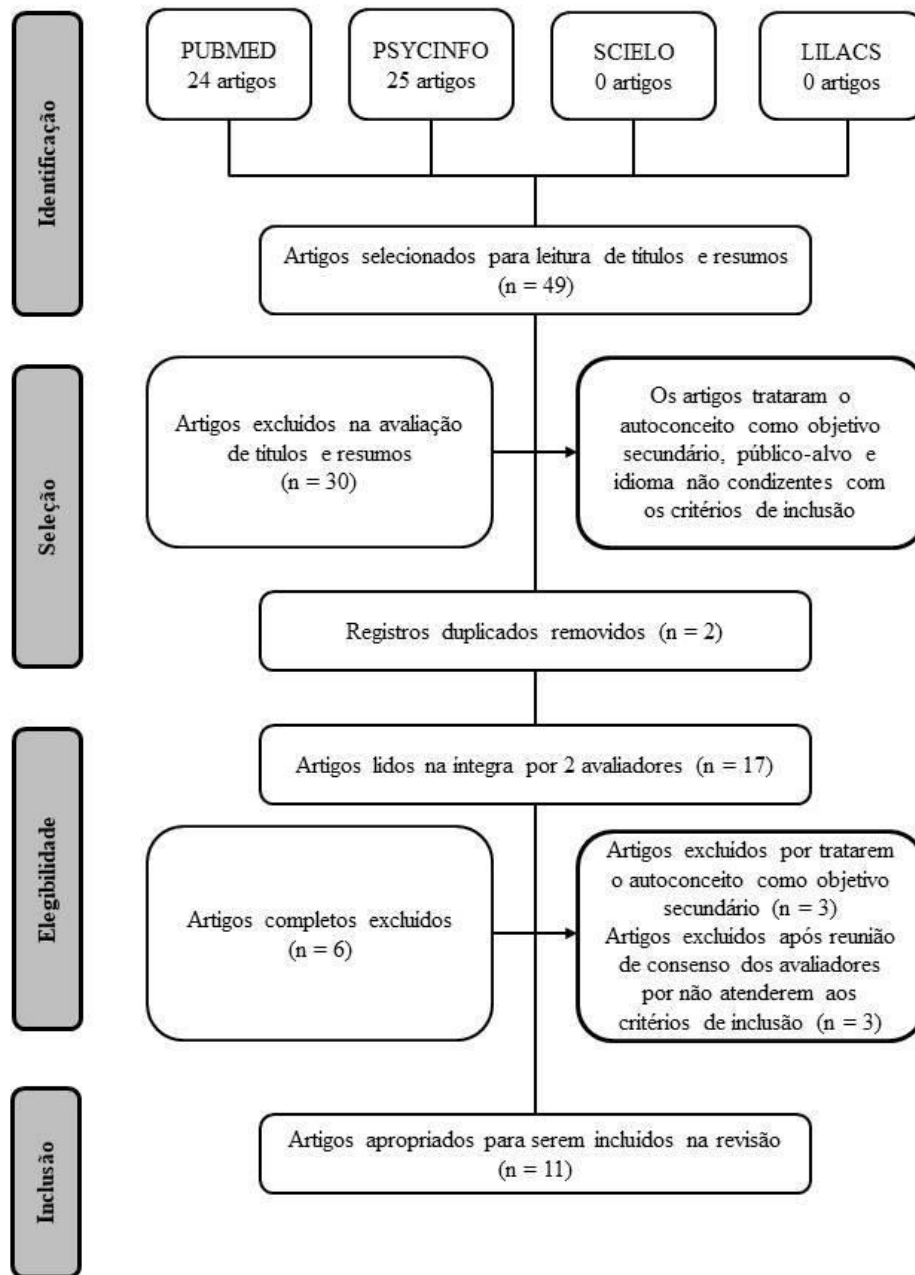 Identificação
PUBMED
24 artigos
PSYCINFO
25 artigos
SCIELO
0 artigos
LILACS
0 artigos
Artigos selecionados para leitura de títulos e resumos
(n = 49)
Seleção
Artigos excluídos na avaliação
de títulos e resumos
(n = 30)
Os artigos trataram o
autoconceito como objetivo
secundário, público-alvo e
idioma não condizentes com
os critérios de inclusão
Registros duplicados removidos (n = 2)
Elegibilidade
Artigos lidos na integra por 2 avaliadores (n = 17)
Artigos completos excluídos
(n = 6)
Artigos excluídos por tratarem
o autoconceito como objetivo
secundário (n = 3)
Artigos excluídos após reunião
de consenso dos avaliadores
por não atenderem aos
critérios de inclusão (n = 3)
Inclusão
Artigos apropriados para serem incluídos na revisão
(n = 11)